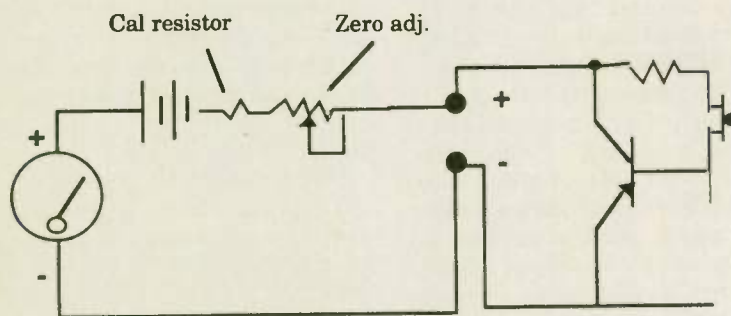 Cal resistor Zero adj.
+ +
-
-